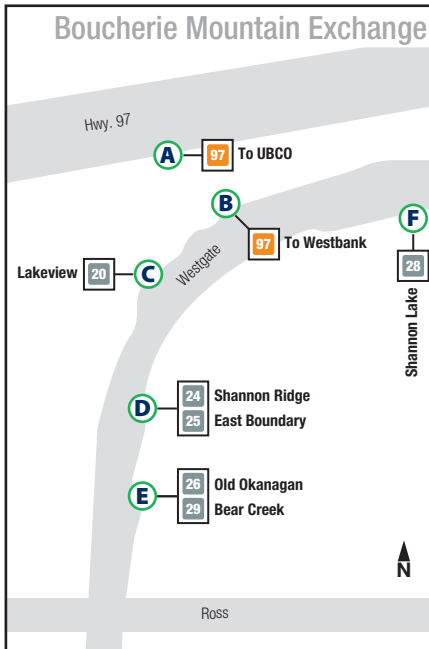 Boucherie Mountain Exchange
Hwy. 97
A
97 To UBCO
B
97 To Westbank
F
28
Shannon Lake
Lakeview 20 C
Westgate
D
24 Shannon Ridge
25 East Boundary
E
26 Old Okanagan
29 Bear Creek
N
Ross